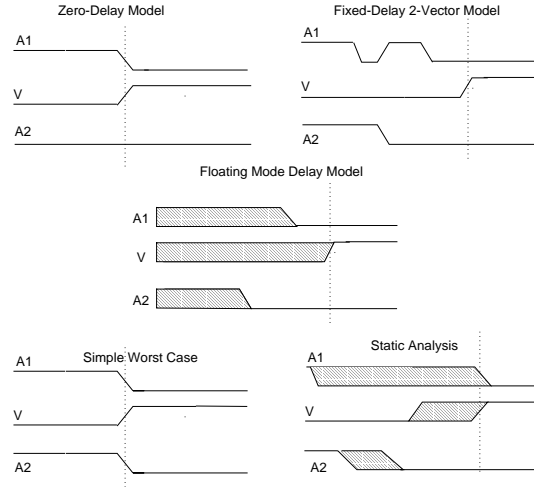 Zero-Delay Model
A1
V
A2
Fixed-Delay 2-Vector Model
A1
V
A2
Floating Mode Delay Model
A1
V
A2
Simple Worst Case
A1
V
A2
Static Analysis
A1
V
A2